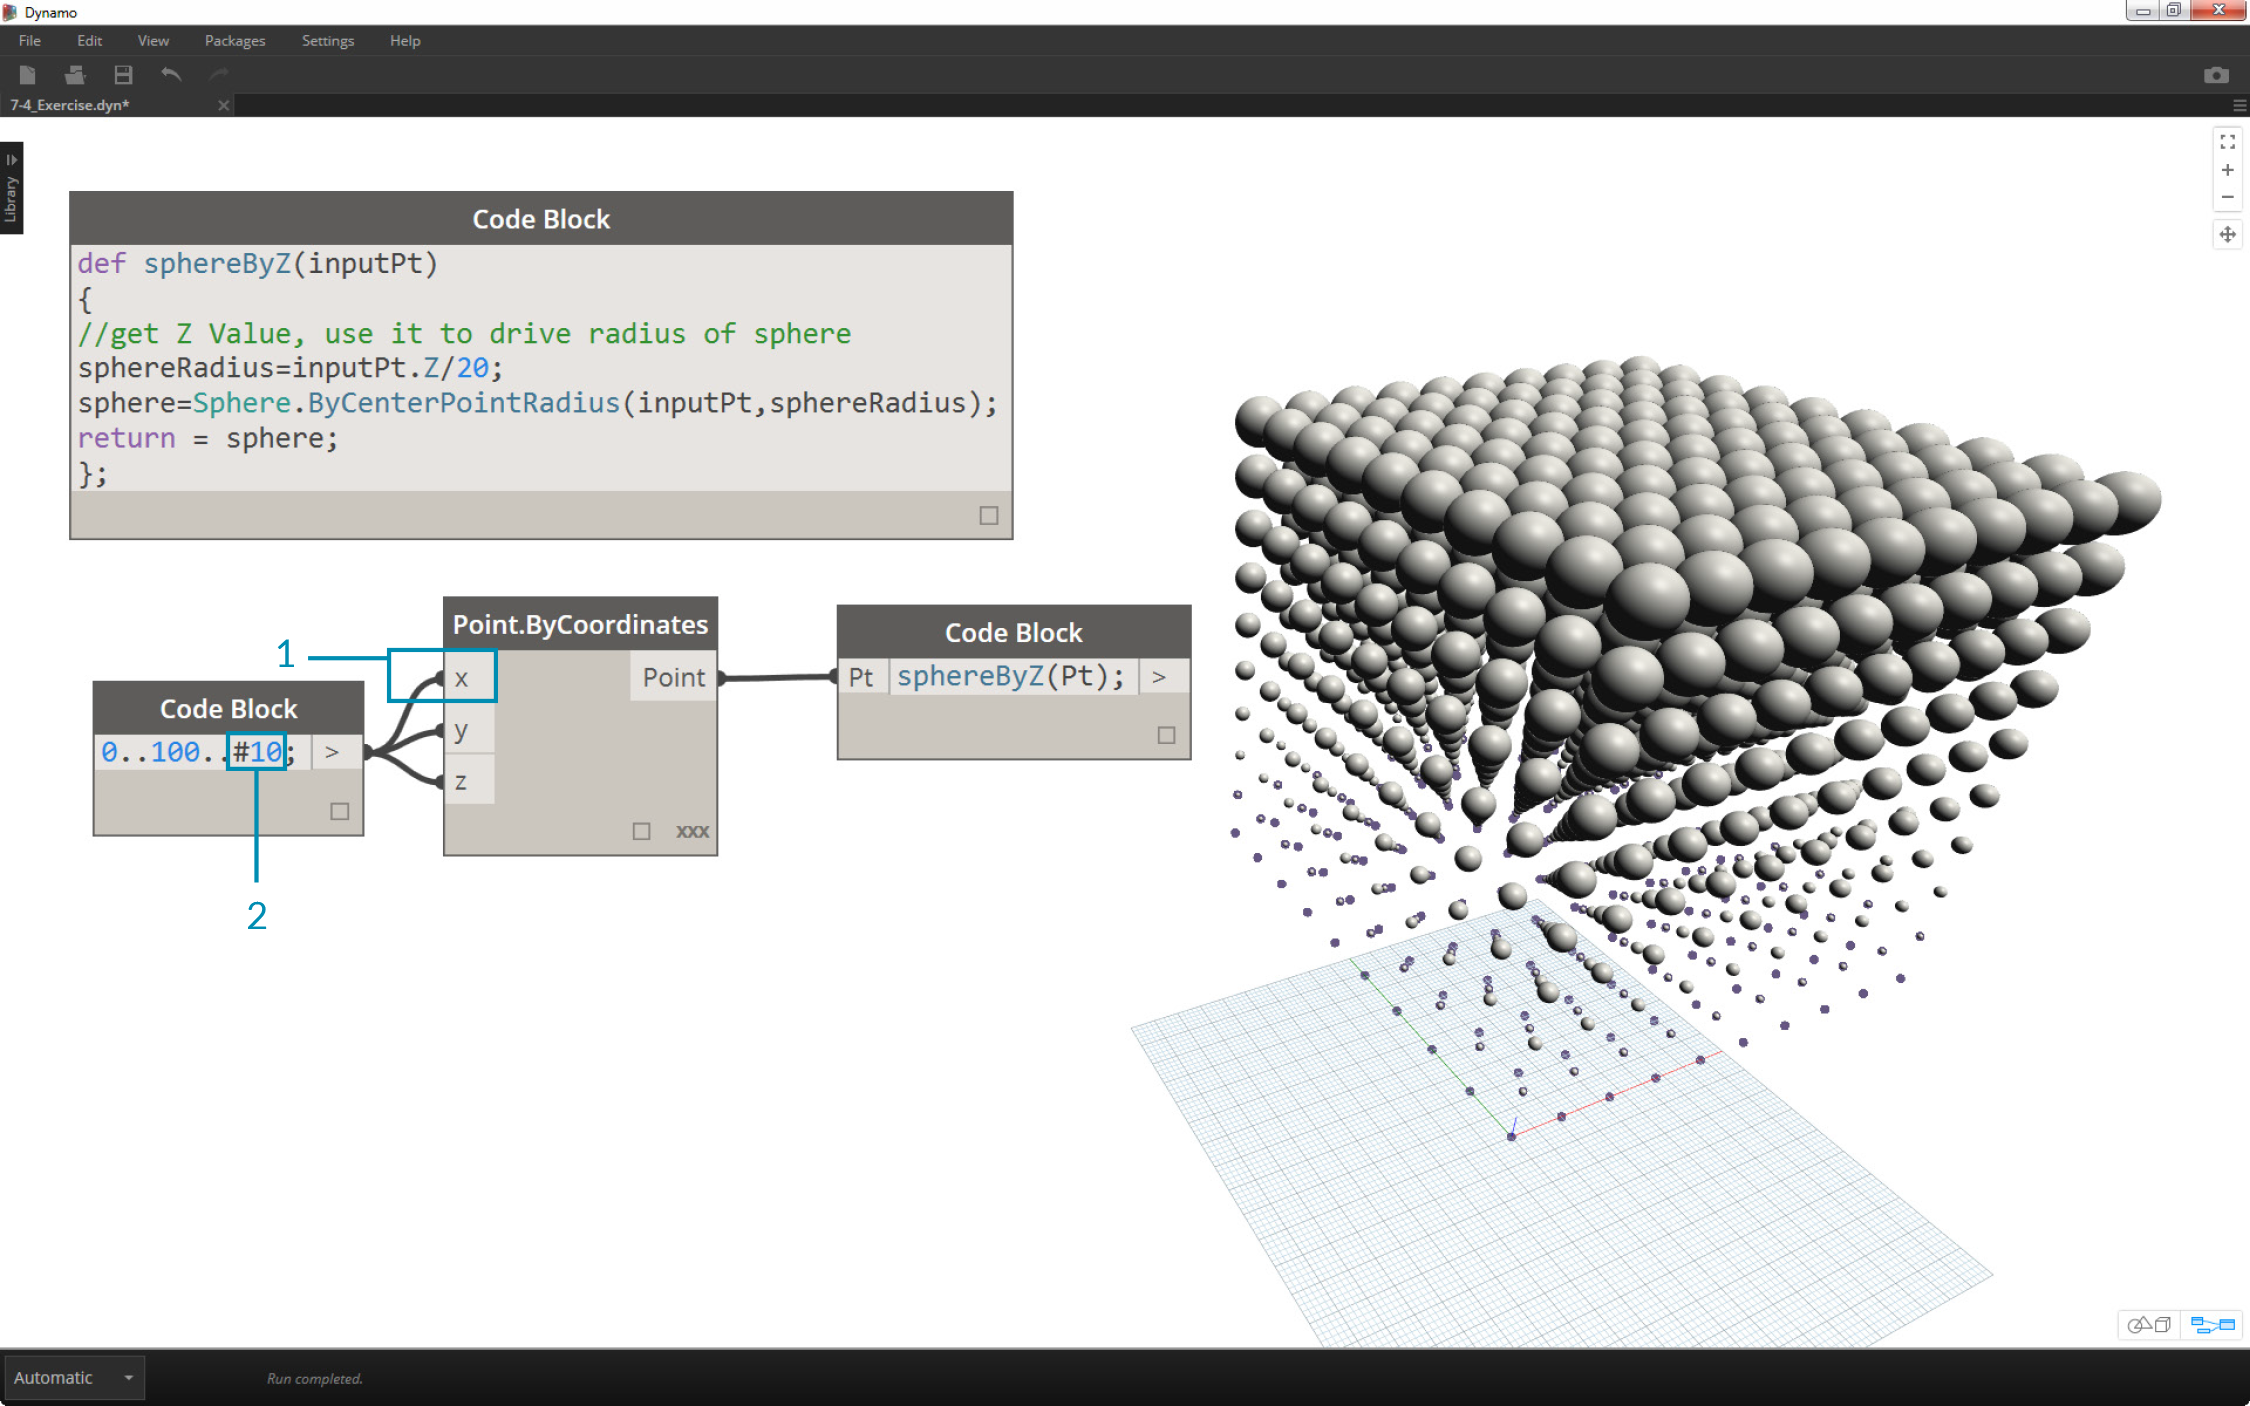 Dynamo
File Edit View Packages Settings Help
7-4_Exercise.dyn*
Library
Code Block
def sphereByZ(inputPt)
{
//get Z Value, use it to drive radius of sphere
sphereRadius=inputPt.Z/20;
sphere=Sphere.ByCenterPointRadius(inputPt,sphereRadius);
return = sphere;
};
1
Point.ByCoordinates
x Point
y
z
xxx
Code Block
0..100..#10; >
2
Code Block
Pt sphereByZ(Pt); >
Automatic
Run completed.